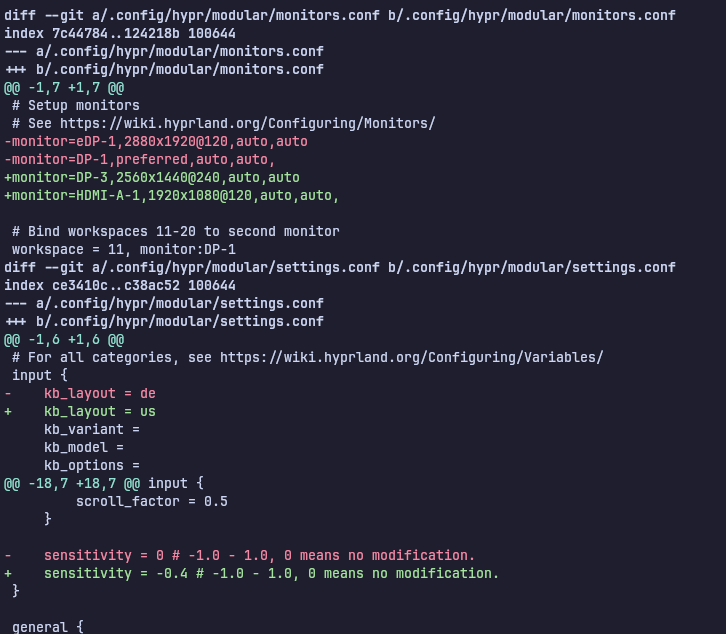 diff --git a/.config/hypr/modular/monitors.conf b/.config/hypr/modular/monitors.conf
index 7c44784..124218b 100644
--- a/.config/hypr/modular/monitors.conf
+++ b/.config/hypr/modular/monitors.conf
@@ -1,7 +1,7 @@
 # Setup monitors
 # See https://wiki.hyprland.org/Configuring/Monitors/
-monitor=eDP-1,2880x1920@120,auto,auto
-monitor=DP-1,preferred,auto,auto,
+monitor=DP-3,2560x1440@240,auto,auto
+monitor=HDMI-A-1,1920x1080@120,auto,auto,

 # Bind workspaces 11-20 to second monitor
 workspace = 11, monitor:DP-1
diff --git a/.config/hypr/modular/settings.conf b/.config/hypr/modular/settings.conf
index ce3410c..c38ac52 100644
--- a/.config/hypr/modular/settings.conf
+++ b/.config/hypr/modular/settings.conf
@@ -1,6 +1,6 @@
 # For all categories, see https://wiki.hyprland.org/Configuring/Variables/
 input {
-    kb_layout = de
+    kb_layout = us
     kb_variant =
     kb_model =
     kb_options =
@@ -18,7 +18,7 @@ input {
         scroll_factor = 0.5
     }

-    sensitivity = 0 # -1.0 - 1.0, 0 means no modification.
+    sensitivity = -0.4 # -1.0 - 1.0, 0 means no modification.
 }

 general {